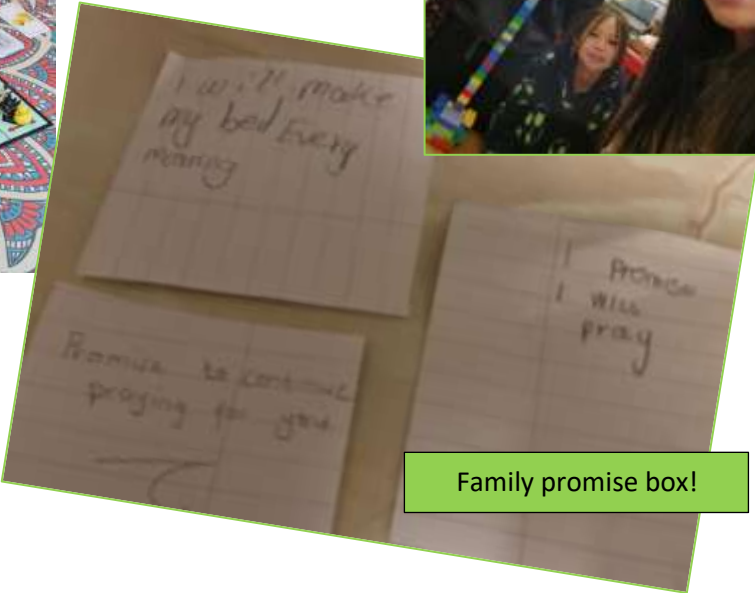 I will make
my bed Every
morning
I Promise
I will
pray
Promise to continue
praying for you
Family promise box!